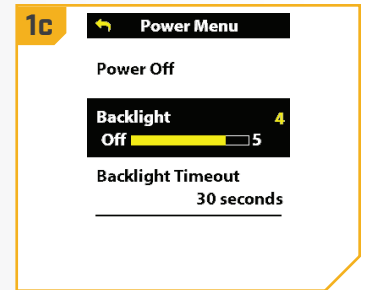 1c
Power Menu
Power Off
Backlight 4
Off 5
Backlight Timeout
30 seconds